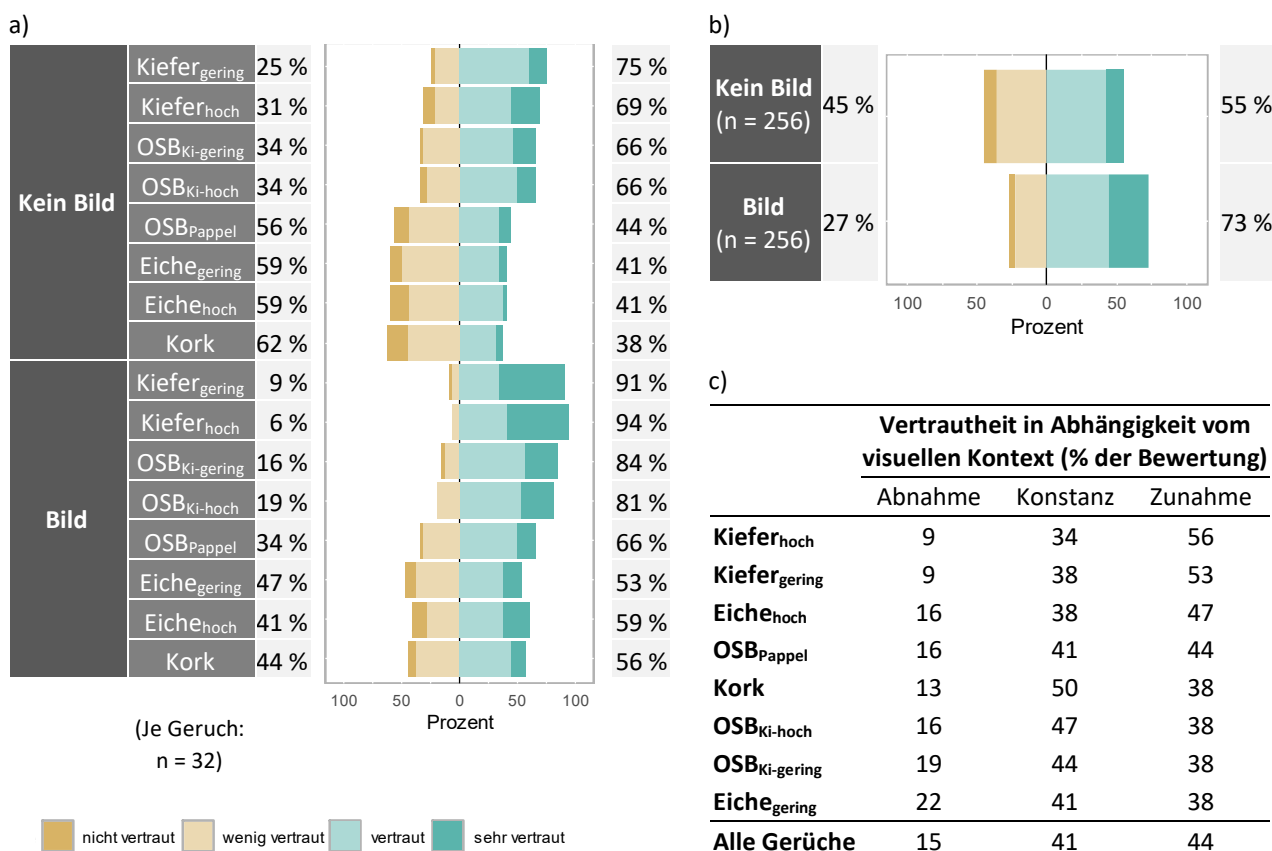 a)
Kein Bild
Kiefergering 25 % 75 %
Kieferhoch 31 % 69 %
OSBKi-gering 34 % 66 %
OSBKi-hoch 34 % 66 %
OSBPappel 56 % 44 %
Eichegering 59 % 41 %
Eichehoch 59 % 41 %
Kork 62 % 38 %
Bild
Kiefergering 9 % 91 %
Kieferhoch 6 % 94 %
OSBKi-gering 16 % 84 %
OSBKi-hoch 19 % 81 %
OSBPappel 34 % 66 %
Eichegering 47 % 53 %
Eichehoch 41 % 59 %
Kork 44 % 56 %
100 50 0 50 100
Prozent
(Je Geruch:
n = 32)
nicht vertraut wenig vertraut vertraut sehr vertraut
b)
Kein Bild
(n = 256)
45 % 55 %
Bild
(n = 256)
27 % 73 %
100 50 0 50 100
Prozent
c)
Vertrautheit in Abhängigkeit vom
visuellen Kontext (% der Bewertung)
Abnahme Konstanz Zunahme
Kieferhoch 9 34 56
Kiefergering 9 38 53
Eichehoch 16 38 47
OSBPappel 16 41 44
Kork 13 50 38
OSBKi-hoch 16 47 38
OSBKi-gering 19 44 38
Eichegering 22 41 38
Alle Gerüche 15 41 44